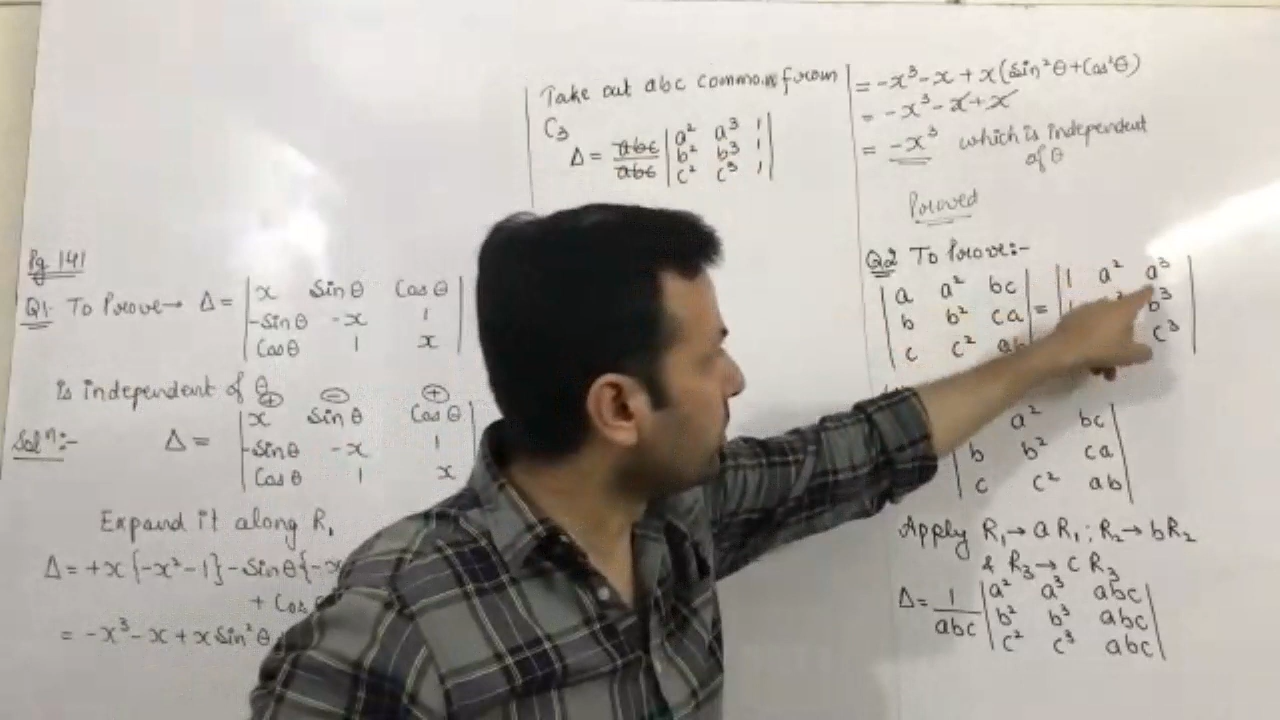 Pg 141
Q1. To Prove → Δ = | x Sinθ Cosθ |
| -Sinθ -x 1 |
| Cosθ 1 x |
is independent of θ
⊕ ⊖ ⊕
Solⁿ:- Δ = | x Sinθ Cosθ |
| -Sinθ -x 1 |
| Cosθ 1 x |
Expand it along R₁
Δ = +x{-x²-1} - Sinθ{-x
+ Cos
= -x³ - x + x Sin²θ
Take out abc common from
C₃
Δ = abc/abc | a² a³ 1 |
| b² b³ 1 |
| c² c³ 1 |
= -x³ - x + x(Sin²θ + Cos²θ)
= -x³ - x + x
= -x³ which is independent
of θ
Proved
Q2 To Prove:-
| a a² bc | = | 1 a² a³ |
| b b² ca | b³ |
| c c² ab c³ |
a² bc |
| b b² ca |
| c c² ab |
Apply R₁→aR₁; R₂→bR₂
& R₃→cR₃
Δ = 1/abc | a² a³ abc |
| b² b³ abc |
| c² c³ abc |